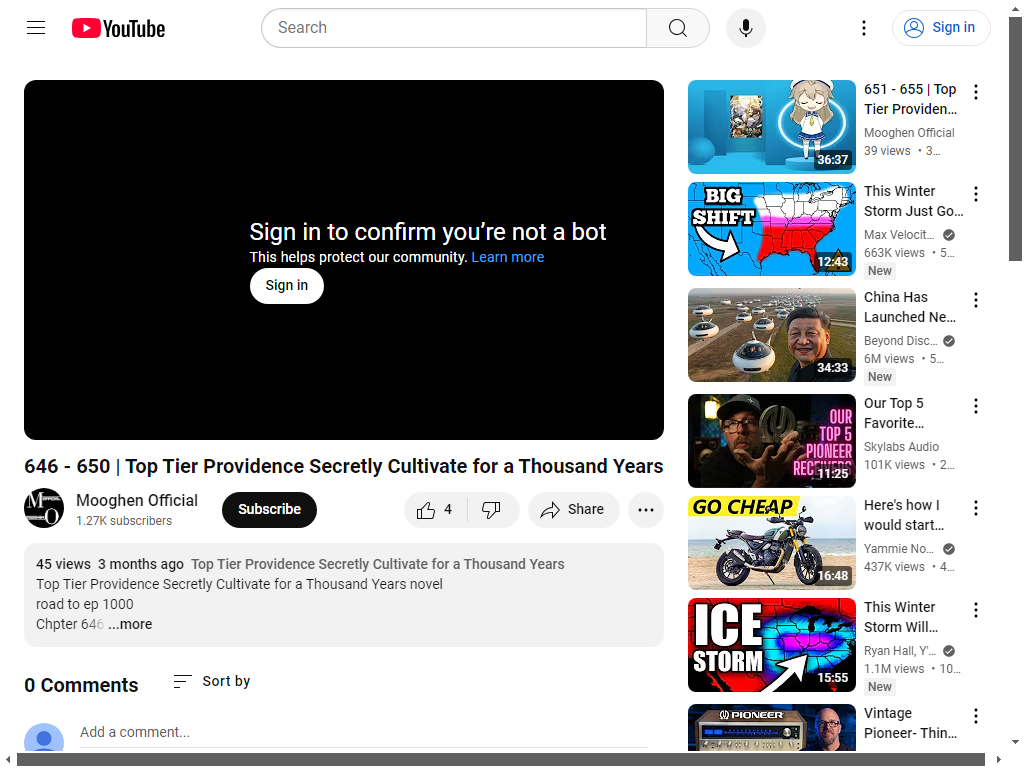 YouTube
Search
Sign in
Sign in to confirm you're not a bot
This helps protect our community. Learn more
Sign in
646 - 650 | Top Tier Providence Secretly Cultivate for a Thousand Years
Mooghen Official
1.27K subscribers
Subscribe
4
Share
45 views 3 months ago Top Tier Providence Secretly Cultivate for a Thousand Years
Top Tier Providence Secretly Cultivate for a Thousand Years novel
road to ep 1000
Chpter 646 ...more
0 Comments
Sort by
Add a comment...
36:37
651 - 655 | Top
Tier Providen...
Mooghen Official
39 views • 3...
BIG
SHIFT
12:43
This Winter
Storm Just Go...
Max Velocit...
663K views • 5...
New
34:33
China Has
Launched Ne...
Beyond Disc...
6M views • 5...
New
OUR
TOP 5
PIONEER
RECEIVERS
11:25
Our Top 5
Favorite...
Skylabs Audio
101K views • 2...
GO CHEAP
16:48
Here's how I
would start...
Yammie No...
437K views • 4...
ICE
STORM
15:55
This Winter
Storm Will...
Ryan Hall, Y'...
1.1M views • 10...
New
PIONEER
Vintage
Pioneer- Thin...